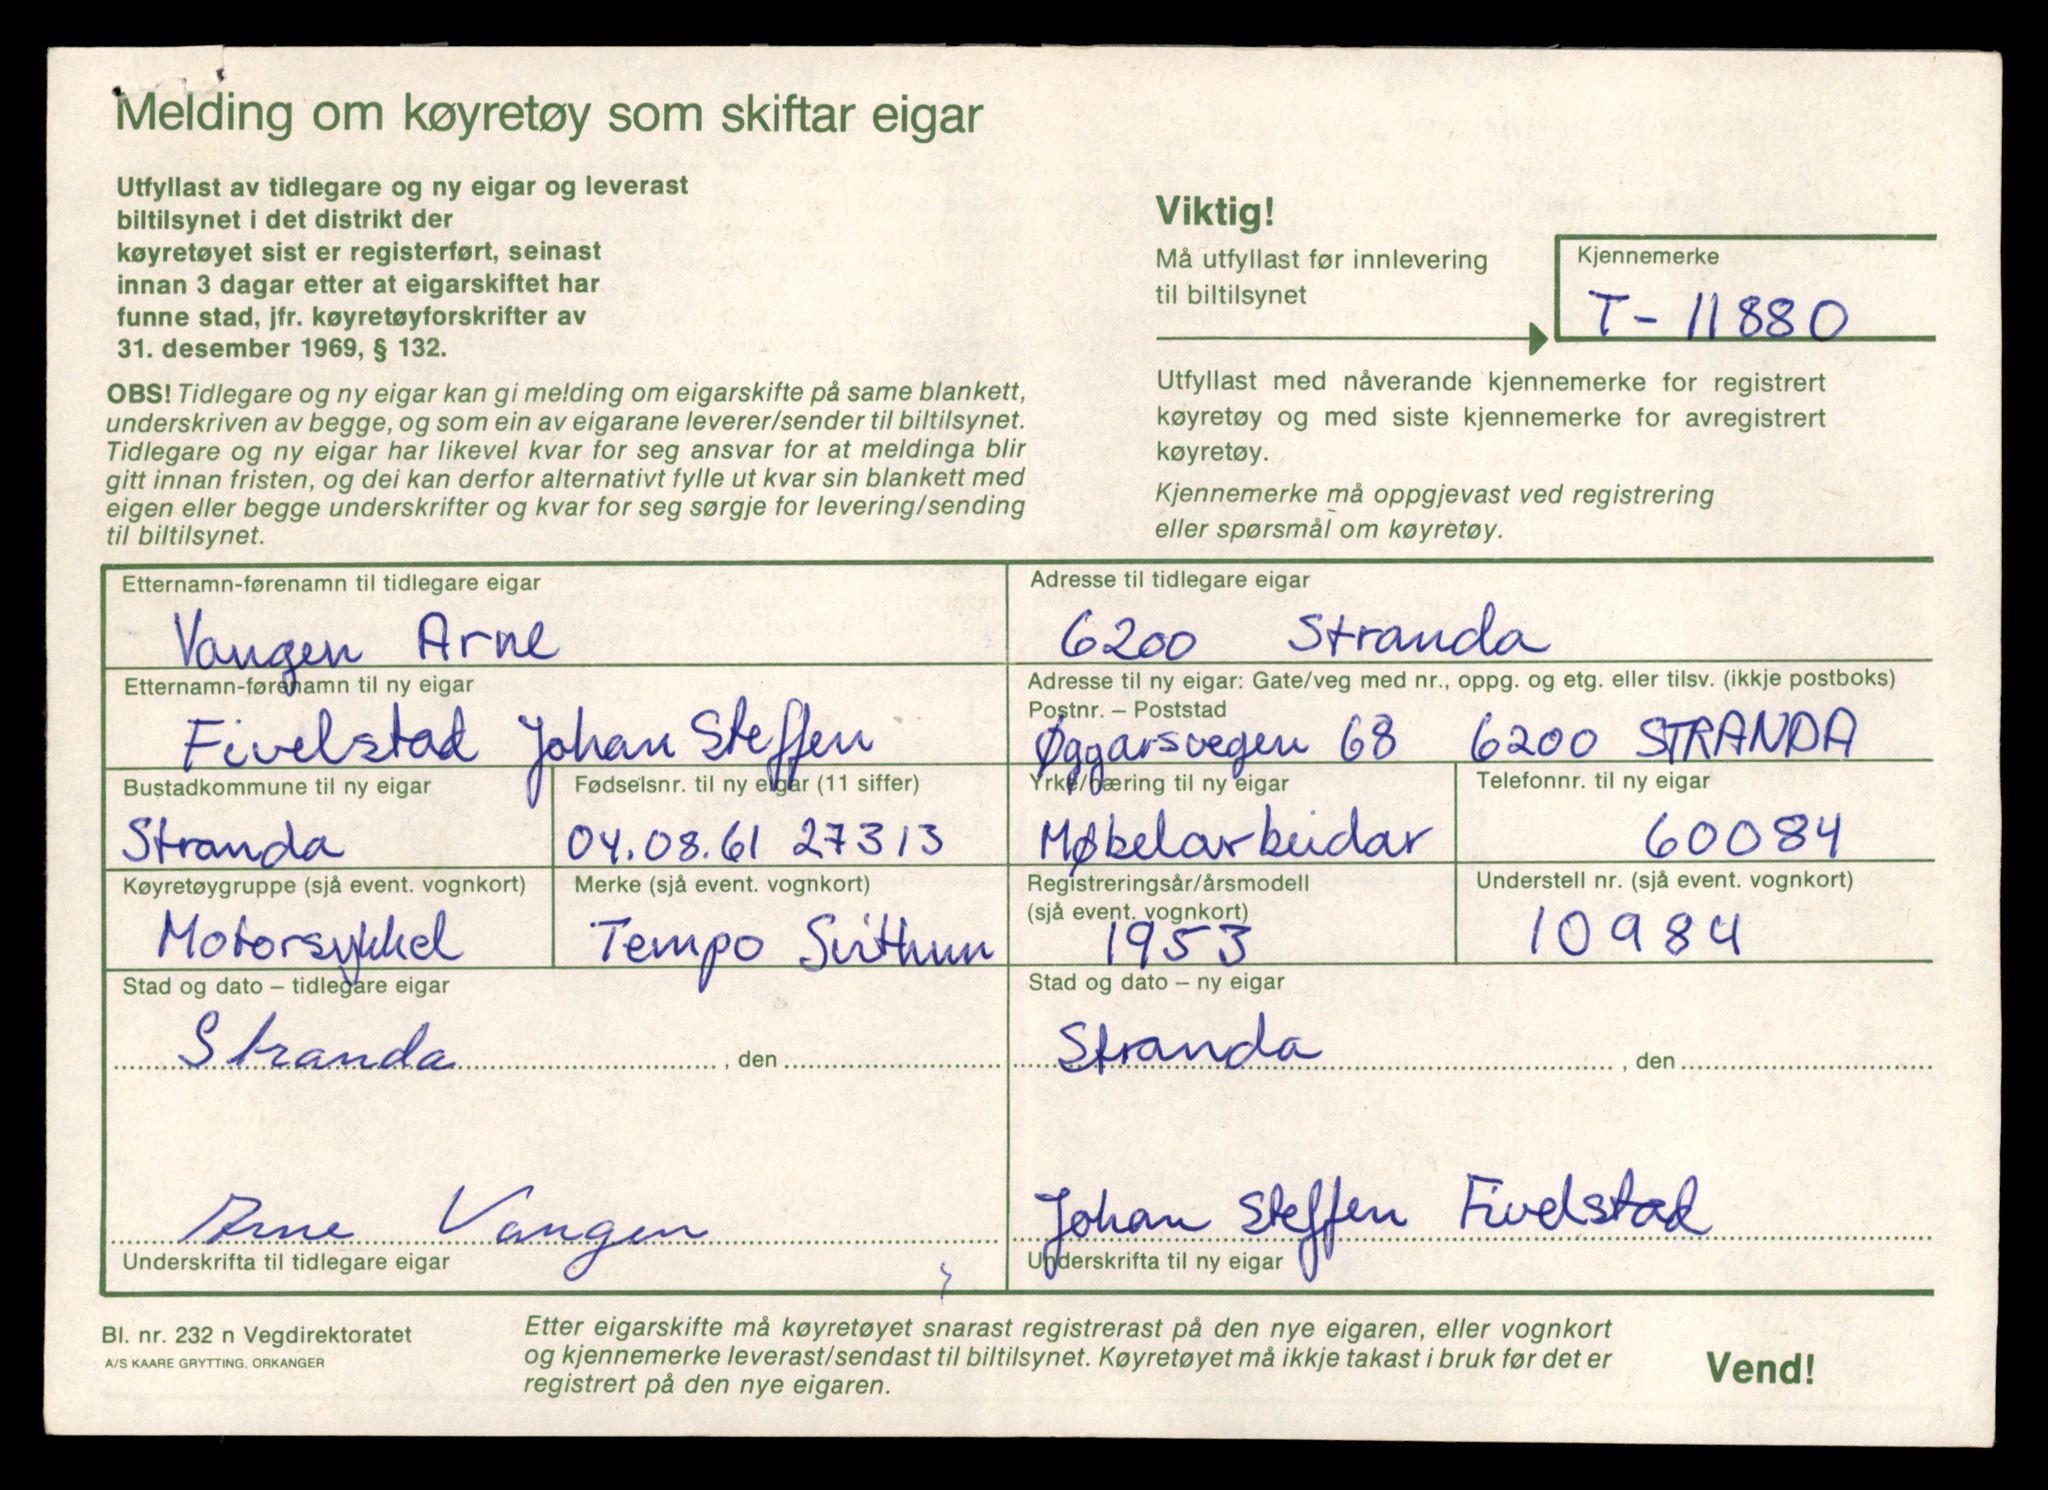 Melding om køyretøy som skiftar eigar
Utfyllast av tidlegare og ny eigar og leverast
biltilsynet i det distrikt der
køyretøyet sist er registerført, seinast
innan 3 dagar etter at eigarskiftet har
funne stad, jfr. køyretøyforskrifter av
31. desember 1969, § 132.
OBS! Tidlegare og ny eigar kan gi melding om eigarskifte på same blankett,
underskriven av begge, og som ein av eigarane leverer/sender til biltilsynet.
Tidlegare og ny eigar har likevel kvar for seg ansvar for at meldinga blir
gitt innan fristen, og dei kan derfor alternativt fylle ut kvar sin blankett med
eigen eller begge underskrifter og kvar for seg sørgje for levering/sending
til biltilsynet.
Viktig!
Må utfyllast før innlevering
til biltilsynet
Kjennemerke
T- 11880
Utfyllast med nåverande kjennemerke for registrert
køyretøy og med siste kjennemerke for avregistrert
køyretøy.
Kjennemerke må oppgjevast ved registrering
eller spørsmål om køyretøy.
Etternamn-førenamn til tidlegare eigar
Vangen Arne
Adresse til tidlegare eigar
6200 Stranda
Etternamn-førenamn til ny eigar
Fivelstad Johan Steffen
Adresse til ny eigar: Gate/veg med nr., oppg. og etg. eller tilsv. (ikkje postboks)
Postnr. – Poststad
Øggarsvegen 68 6200 STRANDA
Bustadkommune til ny eigar
Stranda
Fødselsnr. til ny eigar (11 siffer)
04.08.61 27313
Yrke/næring til ny eigar
Møbelarbeidar
Telefonnr. til ny eigar
60084
Køyretøygruppe (sjå event. vognkort)
Motorsykkel
Merke (sjå event. vognkort)
Tempo Svithun
Registreringsår/årsmodell
(sjå event. vognkort)
1953
Understell nr. (sjå event. vognkort)
10984
Stad og dato – tidlegare eigar
Stranda , den
Stad og dato – ny eigar
Stranda , den
Arne Vangen
Underskrifta til tidlegare eigar
Johan Steffen Fivelstad
Underskrifta til ny eigar
Bl. nr. 232 n Vegdirektoratet
A/S KAARE GRYTTING, ORKANGER
Etter eigarskifte må køyretøyet snarast registrerast på den nye eigaren, eller vognkort
og kjennemerke leverast/sendast til biltilsynet. Køyretøyet må ikkje takast i bruk før det er
registrert på den nye eigaren.
Vend!